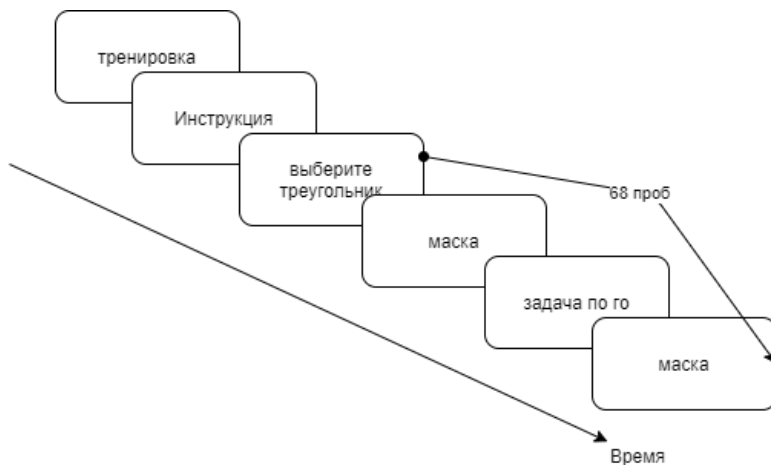 тренировка
Инструкция
выберите
треугольник
68 проб
маска
задача по го
маска
Время